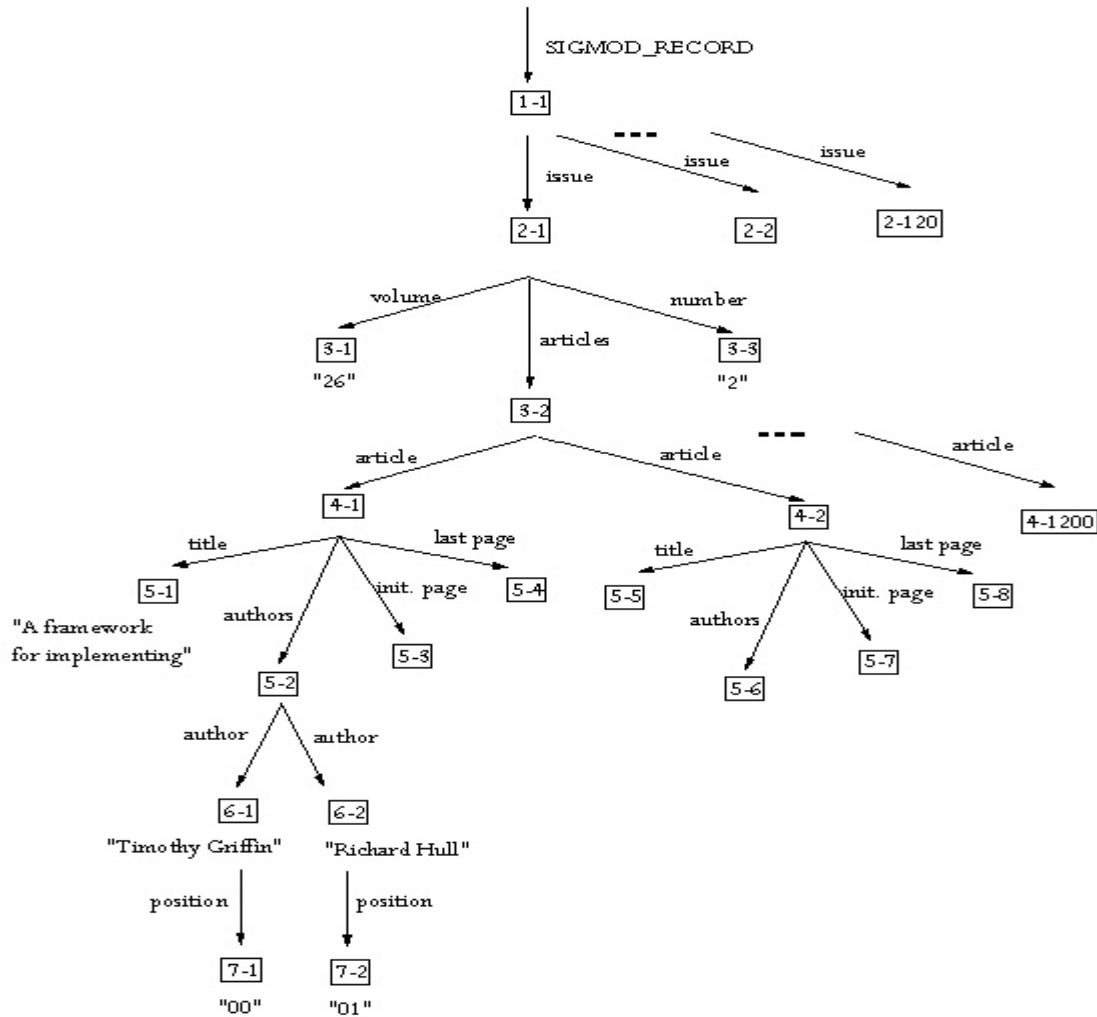 SIGMOD_RECORD
1-1
issue
issue
issue
2-1
2-2
2-120
volume
articles
number
3-1
"26"
3-3
"2"
3-2
article
article
article
4-1
4-2
4-1200
title
authors
init. page
last page
title
authors
init. page
last page
5-1
"A framework
for implementing"
5-2
5-3
5-4
5-5
5-6
5-7
5-8
author
author
6-1
"Timothy Griffin"
6-2
"Richard Hull"
position
position
7-1
"00"
7-2
"01"